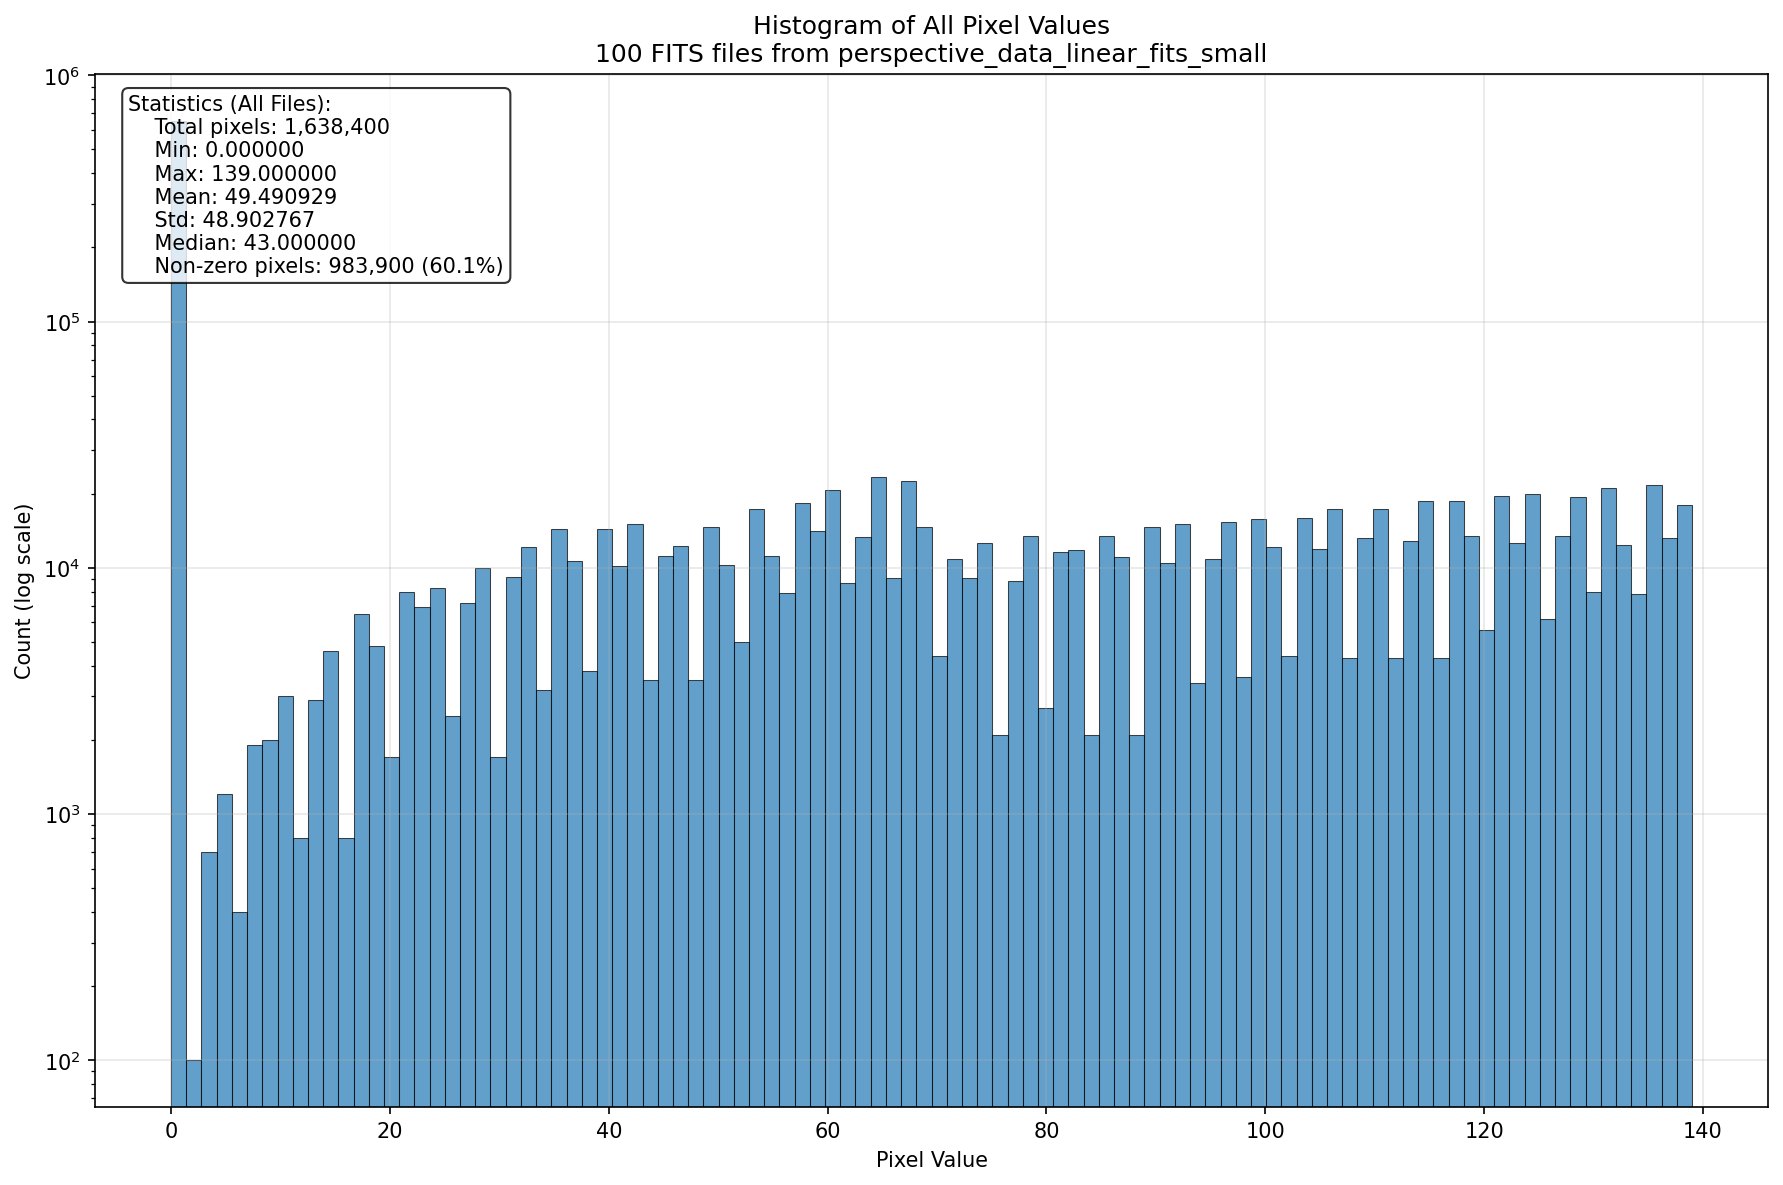 Histogram of All Pixel Values
100 FITS files from perspective_data_linear_fits_small
Statistics (All Files):
Total pixels: 1,638,400
Min: 0.000000
Max: 139.000000
Mean: 49.490929
Std: 48.902767
Median: 43.000000
Non-zero pixels: 983,900 (60.1%)
Count (log scale)
10⁶
10⁵
10⁴
10³
10²
0 20 40 60 80 100 120 140
Pixel Value